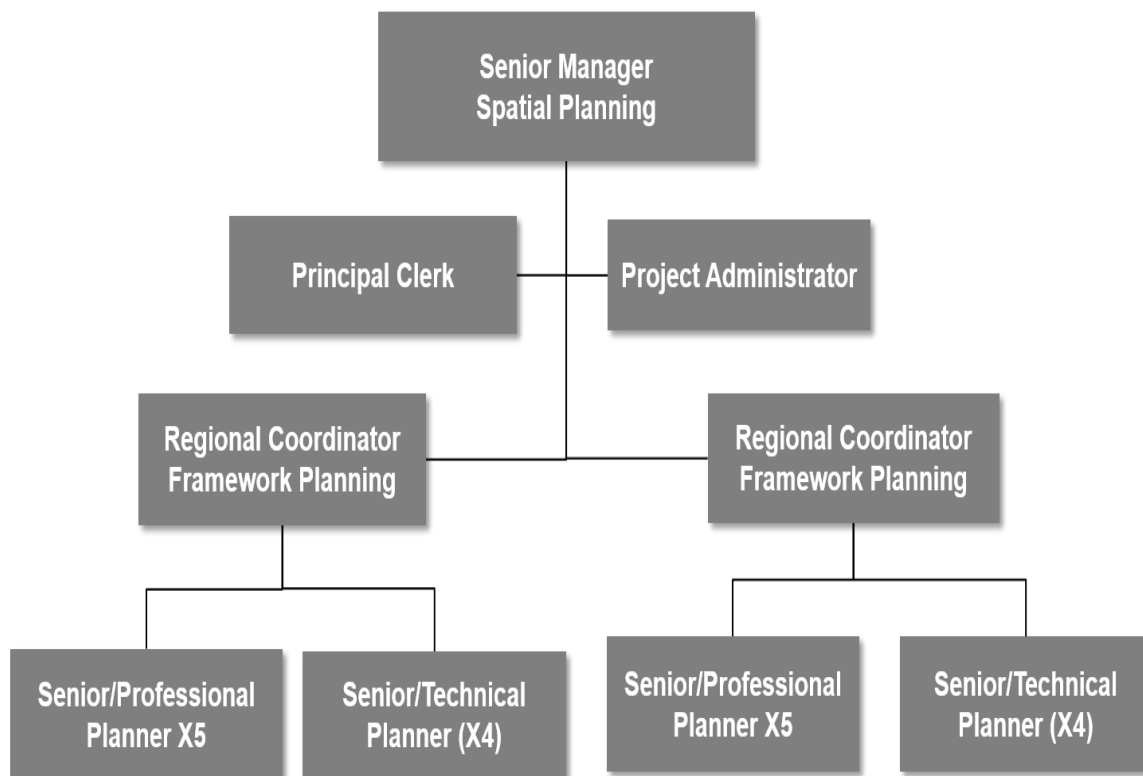 Senior Manager
Spatial Planning
Principal Clerk
Project Administrator
Regional Coordinator
Framework Planning
Regional Coordinator
Framework Planning
Senior/Professional
Planner X5
Senior/Technical
Planner (X4)
Senior/Professional
Planner X5
Senior/Technical
Planner (X4)